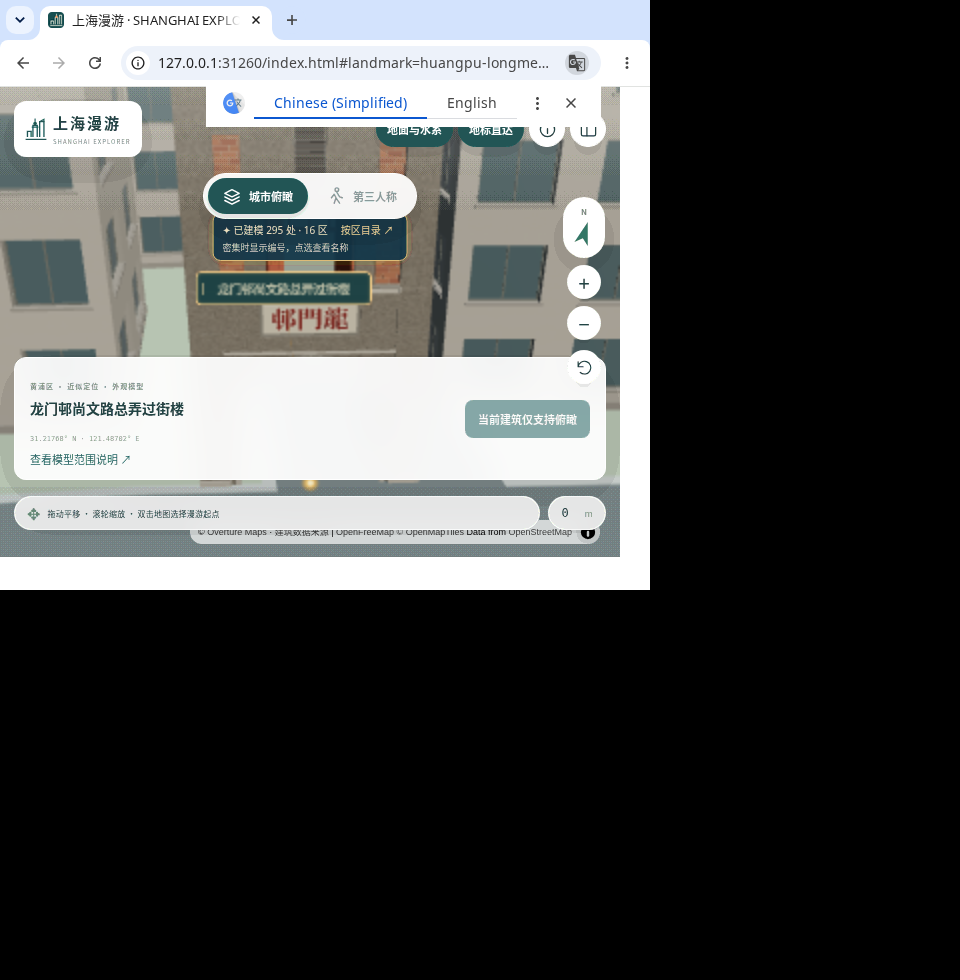 上海漫游 · SHANGHAI EXPLO
127.0.0.1:31260/index.html#landmark=huangpu-longme...
Chinese (Simplified)
English
上海漫游
SHANGHAI EXPLORER
地面与水系
地标直达
城市俯瞰
第三人称
N
✦ 已建模 295 处 · 16 区 按区目录 ↗
密集时显示编号，点选查看名称
龙门邨尚文路总弄过街楼
邨門龍
+
−
黄浦区 · 近似定位 · 外观模型
龙门邨尚文路总弄过街楼
31.21768° N · 121.48702° E
查看模型范围说明 ↗
当前建筑仅支持俯瞰
拖动平移 · 滚轮缩放 · 双击地图选择漫游起点
0 m
© Overture Maps · 建筑数据来源 | OpenFreeMap © OpenMapTiles Data from OpenStreetMap